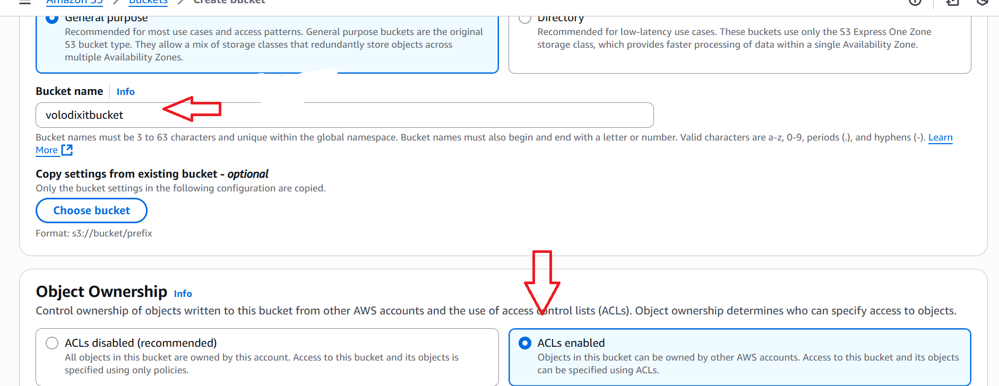 Amazon S3 > Buckets > Create bucket
General purpose
Recommended for most use cases and access patterns. General purpose buckets are the original
S3 bucket type. They allow a mix of storage classes that redundantly store objects across
multiple Availability Zones.
Directory
Recommended for low-latency use cases. These buckets use only the S3 Express One Zone
storage class, which provides faster processing of data within a single Availability Zone.
Bucket name Info
volodixitbucket
Bucket names must be 3 to 63 characters and unique within the global namespace. Bucket names must also begin and end with a letter or number. Valid characters are a-z, 0-9, periods (.), and hyphens (-). Learn
More
Copy settings from existing bucket - optional
Only the bucket settings in the following configuration are copied.
Choose bucket
Format: s3://bucket/prefix
Object Ownership Info
Control ownership of objects written to this bucket from other AWS accounts and the use of access control lists (ACLs). Object ownership determines who can specify access to objects.
ACLs disabled (recommended)
All objects in this bucket are owned by this account. Access to this bucket and its objects is
specified using only policies.
ACLs enabled
Objects in this bucket can be owned by other AWS accounts. Access to this bucket and its objects
can be specified using ACLs.